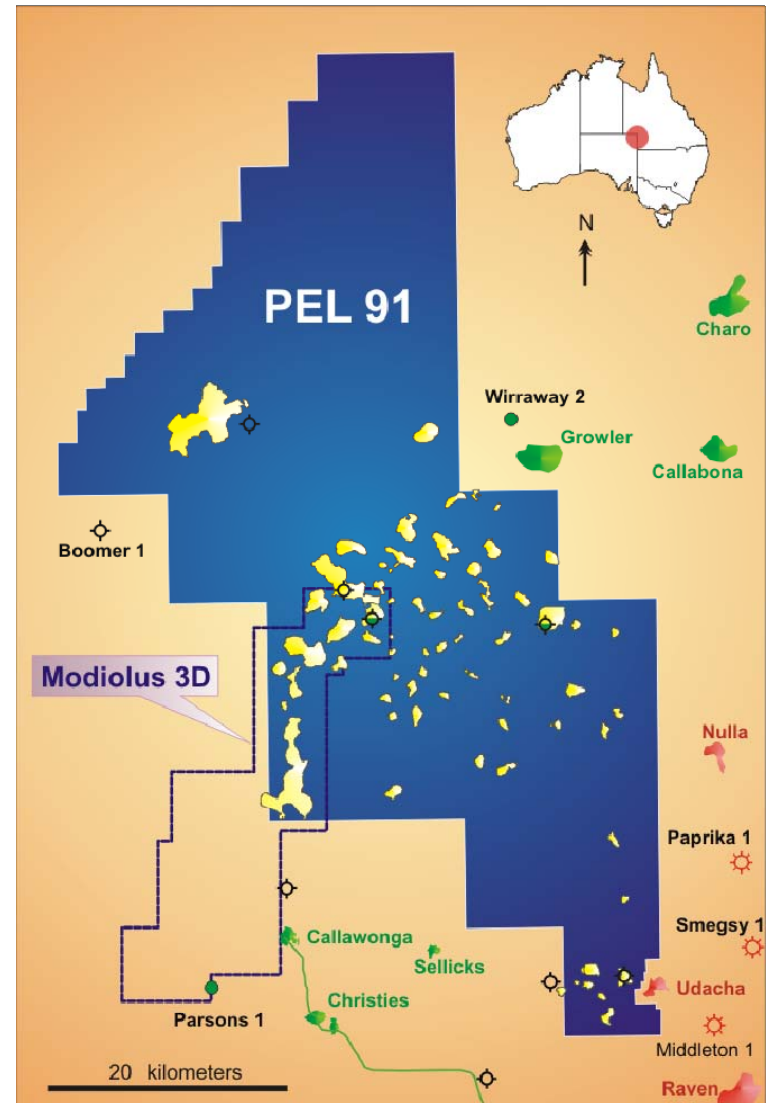 N
PEL 91
Charo
Wirraway 2
Growler
Callabona
Boomer 1
Modiolus 3D
Nulla
Paprika 1
Smegsy 1
Callawonga
Sellicks
Udacha
Christies
Parsons 1
Middleton 1
20 kilometers
Raven